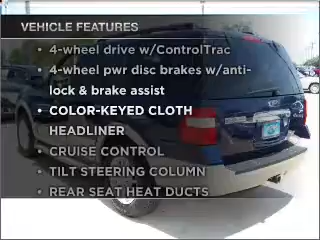 VEHICLE FEATURES
• 4-wheel drive w/ControlTrac
• 4-wheel pwr disc brakes w/anti-
lock & brake assist
• COLOR-KEYED CLOTH
HEADLINER
• CRUISE CONTROL
• TILT STEERING COLUMN
• REAR SEAT HEAT DUCTS